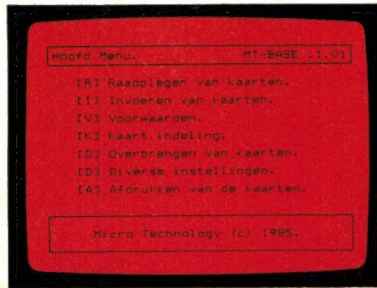 Hoofd Menu. MT-BASE .1.01
[R] Raadplegen van kaarten.
[I] Invoeren van kaarten.
[V] Voorwaarden.
[K] Kaart indeling.
[O] Overbrengen van kaarten.
[D] Diverse instellingen.
[A] Afdrukken van de kaarten.
Micro Technology (c) 1985.